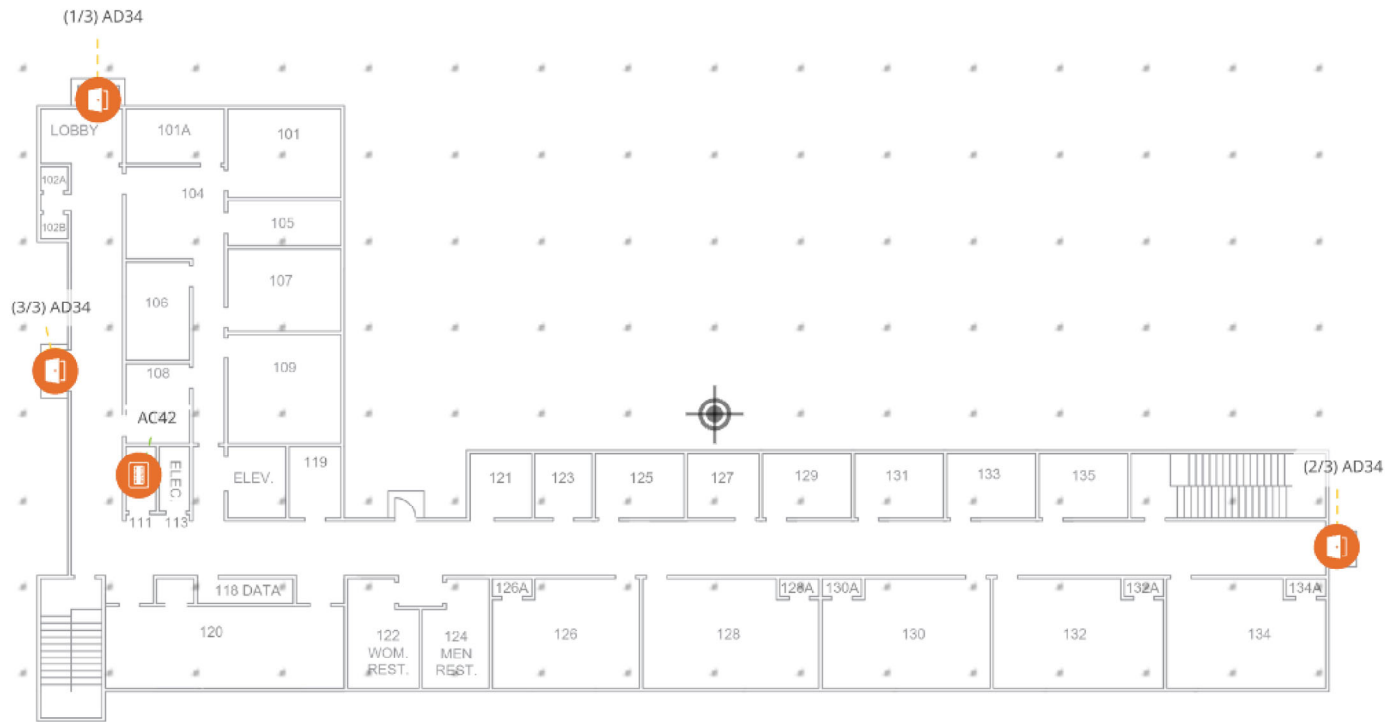 (1/3) AD34
LOBBY
101A
101
102A
104
102B
105
107
(3/3) AD34
106
109
108
AC42
ELEC.
ELEV.
119
111
113
121
123
125
127
129
131
133
135
(2/3) AD34
118 DATA
126A
128A
130A
132A
134A
120
122
WOM.
REST.
124
MEN
REST.
126
128
130
132
134